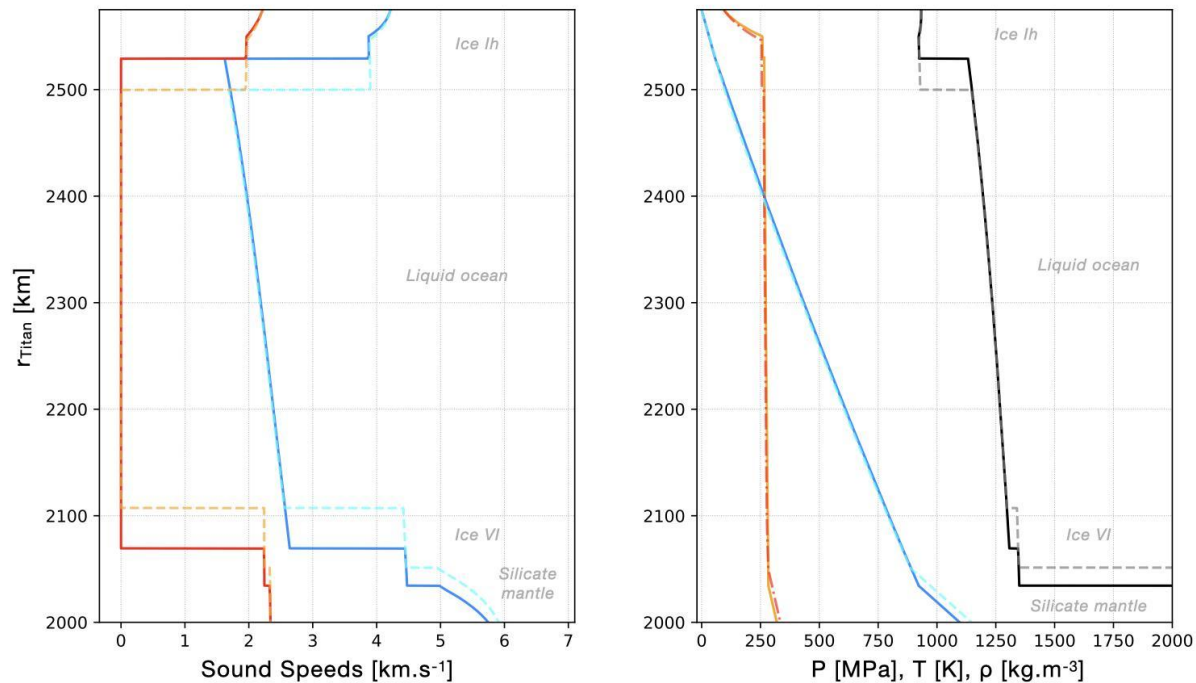 Ice Ih
Liquid ocean
Ice VI
Silicate
mantle
2500
2400
2300
2200
2100
2000
r_Titan [km]
0 1 2 3 4 5 6 7
Sound Speeds [km.s⁻¹]
Ice Ih
Liquid ocean
Ice VI
Silicate mantle
2500
2400
2300
2200
2100
2000
0 250 500 750 1000 1250 1500 1750 2000
P [MPa], T [K], ρ [kg.m⁻³]